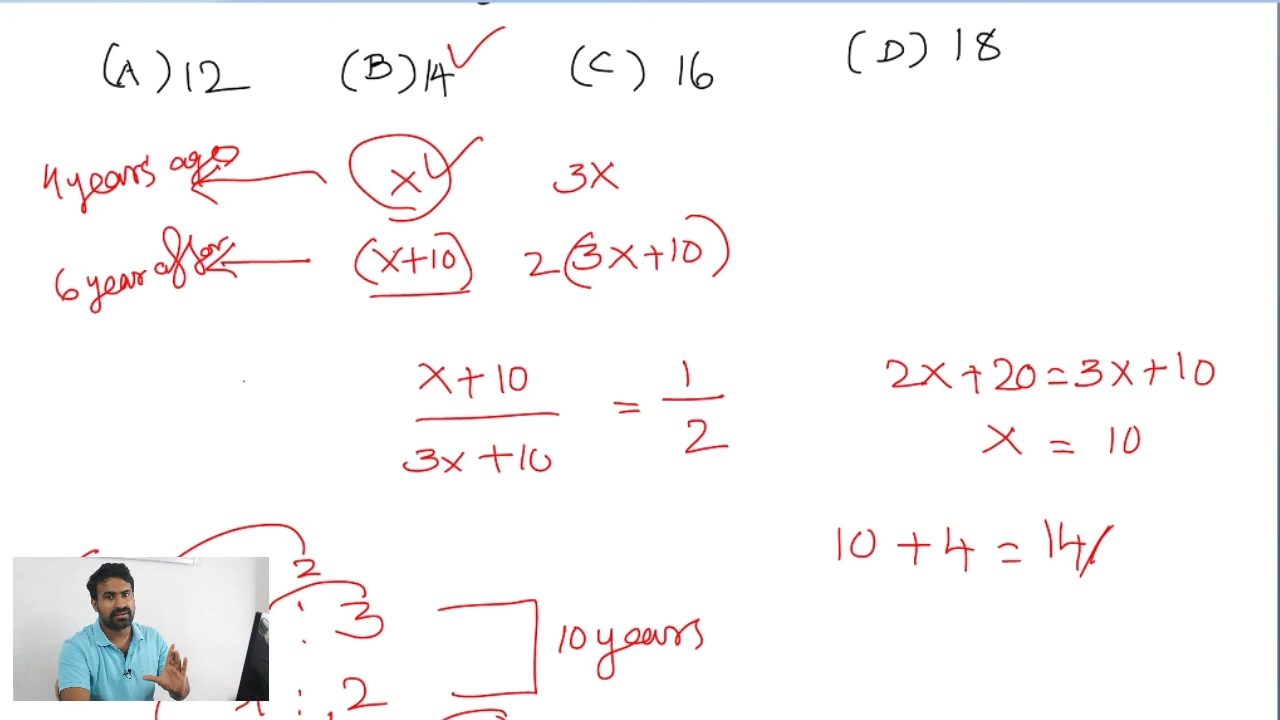 (A) 12 (B) 14 (C) 16 (D) 18
4 years ago x 3x
6 year after (x+10) 2(3x+10)
x+10 / 3x+10 = 1/2
2x+20=3x+10
x = 10
10 + 4 = 14
2
: 3
10 years
: 2